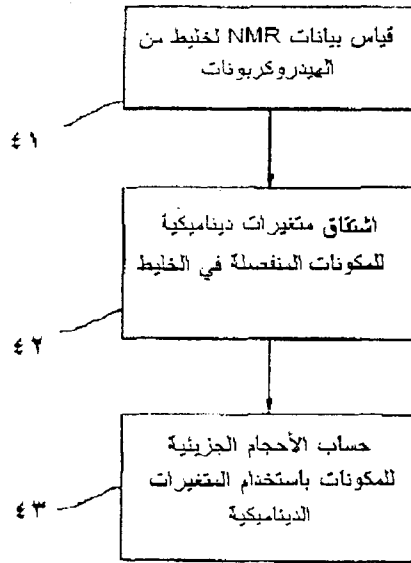 قياس بيانات NMR لخليط من
الهيدروكربونات
٤١
اشتقاق متغيرات ديناميكية
للمكونات المنفصلة في الخليط
٤٢
حساب الأحجام الجزيئية
للمكونات باستخدام المتغيرات
الديناميكية
٤٣